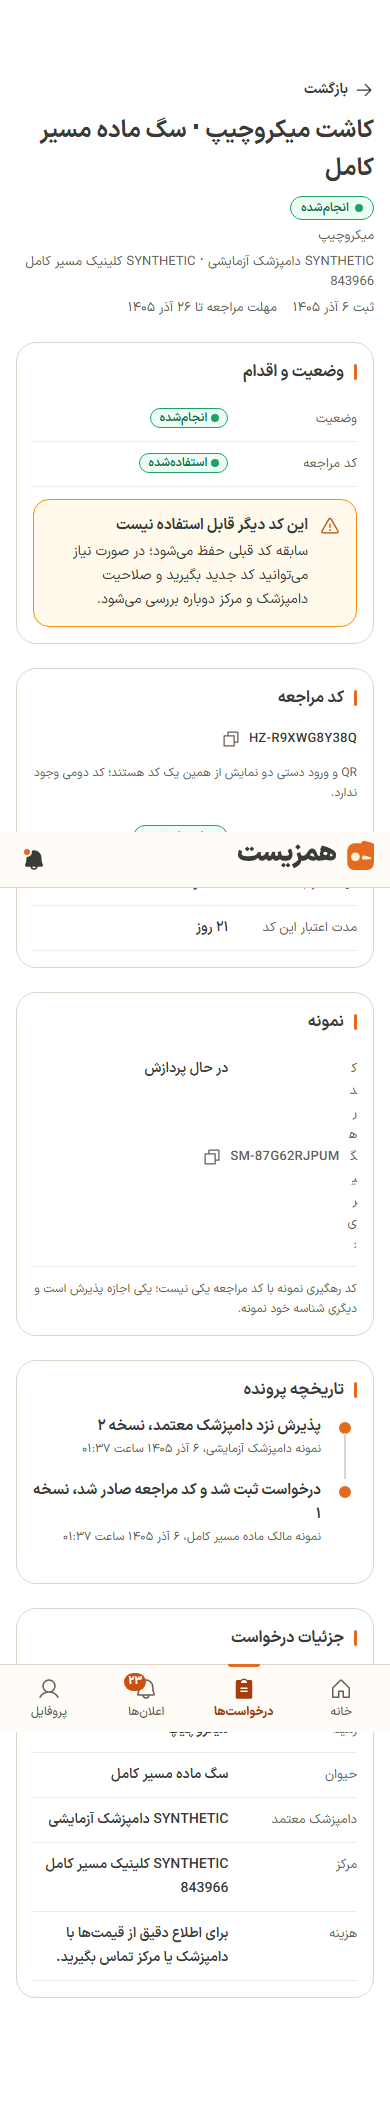 بازگشت
کاشت میکروچیپ · سگ ماده مسیر
کامل
انجام‌شده
میکروچیپ
SYNTHETIC دامپزشک آزمایشی · SYNTHETIC کلینیک مسیر کامل
843966
ثبت ۶ آذر ۱۴۰۵ مهلت مراجعه تا ۲۶ آذر ۱۴۰۵
وضعیت و اقدام
وضعیت انجام‌شده
کد مراجعه استفاده‌شده
این کد دیگر قابل استفاده نیست
سابقه کد قبلی حفظ می‌شود؛ در صورت نیاز
می‌توانید کد جدید بگیرید و صلاحیت
دامپزشک و مرکز دوباره بررسی می‌شود.
کد مراجعه
HZ-R9XWG8Y38Q
QR و ورود دستی دو نمایش از همین یک کد هستند؛ کد دومی وجود
ندارد.
همزیست
مدت اعتبار این کد ۲۱ روز
نمونه
در حال پردازش
کد رهگیری:
SM-87G62RJPUM
کد رهگیری نمونه با کد مراجعه یکی نیست؛ یکی اجازه پذیرش است و
دیگری شناسه خود نمونه.
تاریخچه پرونده
پذیرش نزد دامپزشک معتمد، نسخه ۲
نمونه دامپزشک آزمایشی، ۶ آذر ۱۴۰۵ ساعت ۰۱:۳۷
درخواست ثبت شد و کد مراجعه صادر شد، نسخه
۱
نمونه مالک ماده مسیر کامل، ۶ آذر ۱۴۰۵ ساعت ۰۱:۳۷
جزئیات درخواست
خانه درخواست‌ها اعلان‌ها ۲۳ پروفایل
حیوان سگ ماده مسیر کامل
دامپزشک معتمد SYNTHETIC دامپزشک آزمایشی
مرکز SYNTHETIC کلینیک مسیر کامل
843966
هزینه برای اطلاع دقیق از قیمت‌ها با
دامپزشک یا مرکز تماس بگیرید.